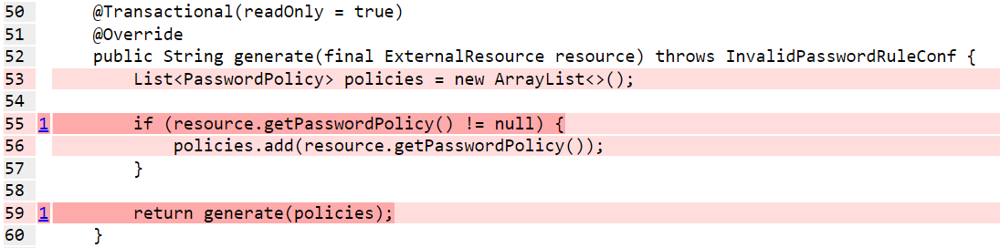 50 @Transactional(readOnly = true)
51 @Override
52 public String generate(final ExternalResource resource) throws InvalidPasswordRuleConf {
53 List<PasswordPolicy> policies = new ArrayList<>();
54
55 1 if (resource.getPasswordPolicy() != null) {
56 policies.add(resource.getPasswordPolicy());
57 }
58
59 1 return generate(policies);
60 }